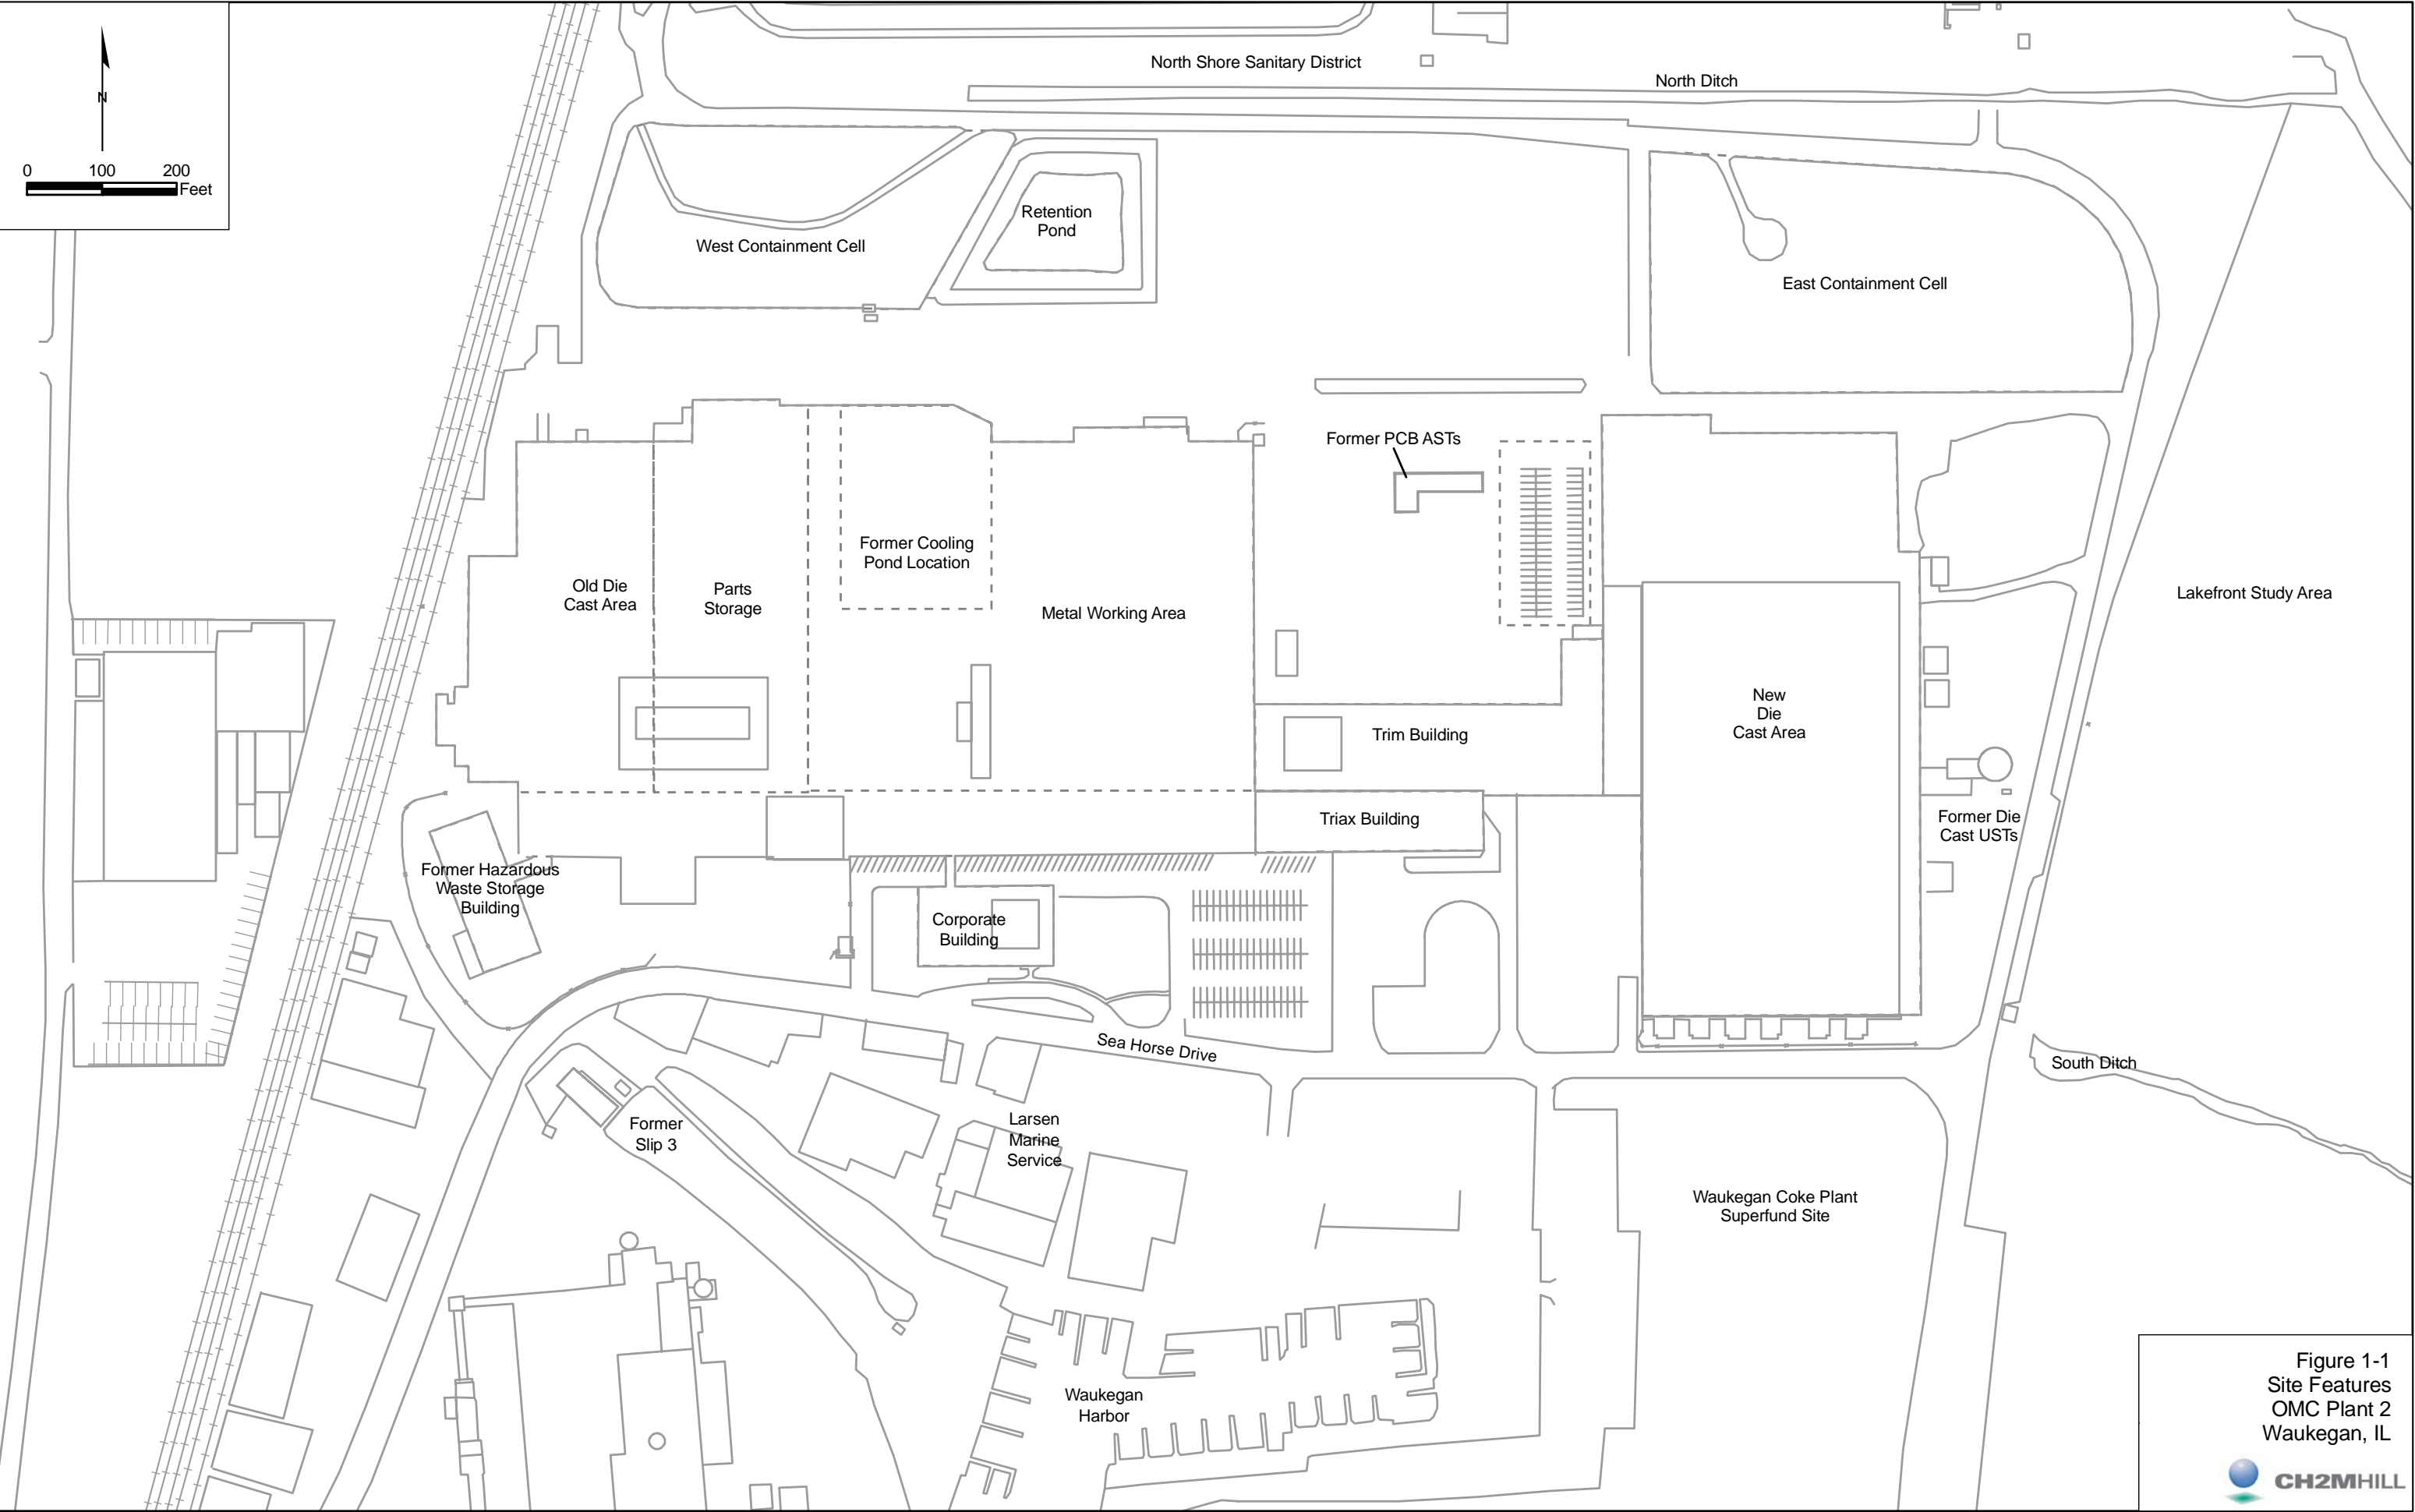 North Shore Sanitary District
North Ditch
N
0 100 200
Feet
Retention
Pond
West Containment Cell
East Containment Cell
Former PCB ASTs
Former Cooling
Pond Location
Old Die
Cast Area
Parts
Storage
Metal Working Area
Lakefront Study Area
New
Die
Cast Area
Trim Building
Triax Building
Former Die
Cast USTs
Former Hazardous
Waste Storage
Building
Corporate
Building
Sea Horse Drive
South Ditch
Former
Slip 3
Larsen
Marine
Service
Waukegan Coke Plant
Superfund Site
Waukegan
Harbor
Figure 1-1
Site Features
OMC Plant 2
Waukegan, IL
CH2MHILL